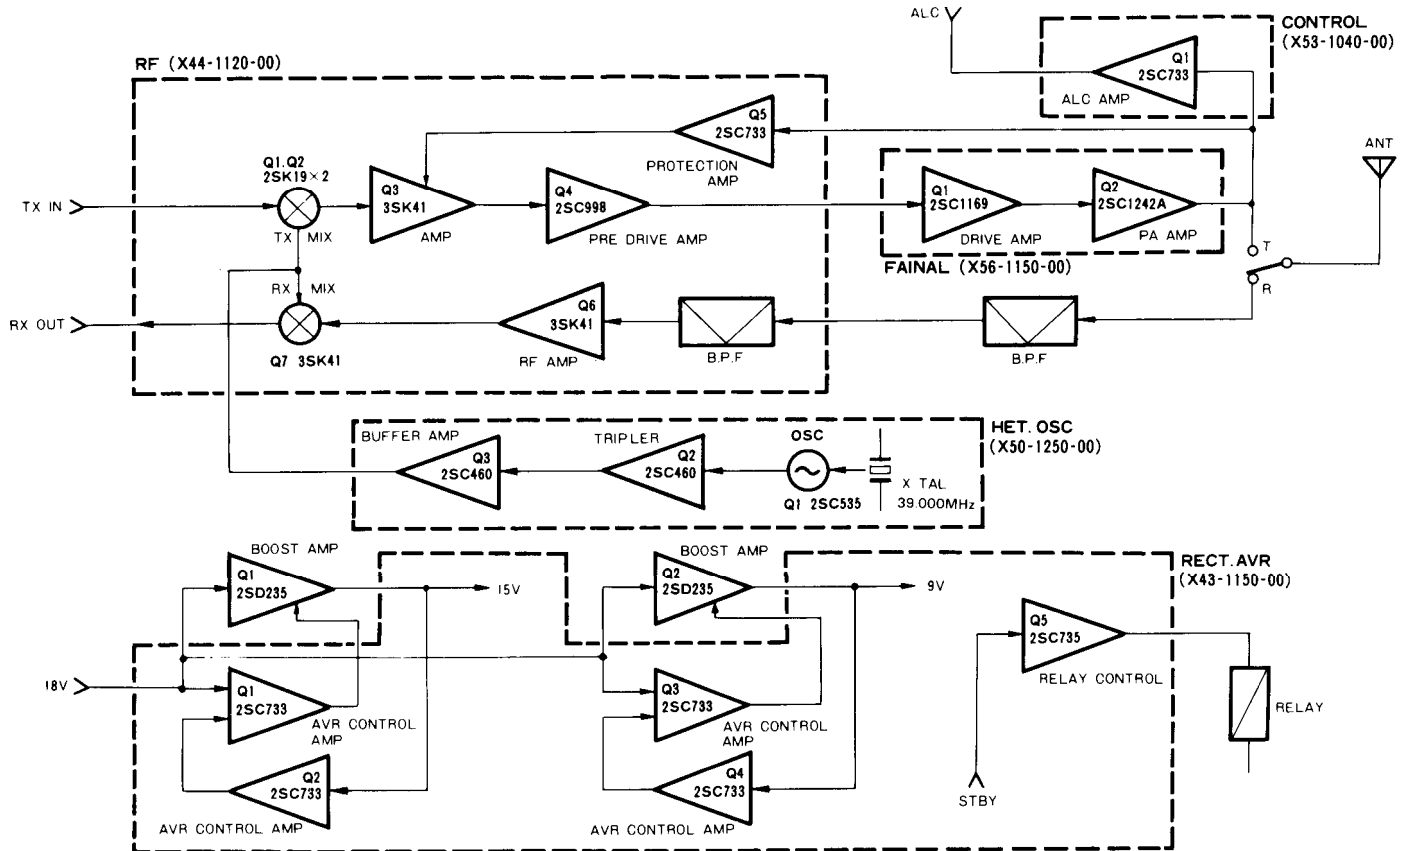 ALC
CONTROL
(X53-1040-00)
Q1
2SC733
ALC AMP
RF (X44-1120-00)
Q5
2SC733
PROTECTION
AMP
ANT
Q1.Q2
2SK19×2
TX IN
TX MIX
Q3
3SK41
AMP
Q4
2SC998
PRE DRIVE AMP
Q1
2SC1169
DRIVE AMP
Q2
2SC1242A
PA AMP
FAINAL (X56-1150-00)
T
R
RX MIX
RX OUT
Q7 3SK41
Q6
3SK41
RF AMP
B.P.F
B.P.F
HET. OSC
(X50-1250-00)
BUFFER AMP
Q3
2SC460
TRIPLER
Q2
2SC460
OSC
Q1 2SC535
X TAL
39.000MHz
BOOST AMP
Q1
2SD235
15V
BOOST AMP
Q2
2SD235
9V
RECT. AVR
(X43-1150-00)
Q5
2SC735
RELAY CONTROL
18V
Q1
2SC733
AVR CONTROL
AMP
Q3
2SC733
AVR CONTROL
AMP
RELAY
Q2
2SC733
AVR CONTROL AMP
Q4
2SC733
AVR CONTROL AMP
STBY